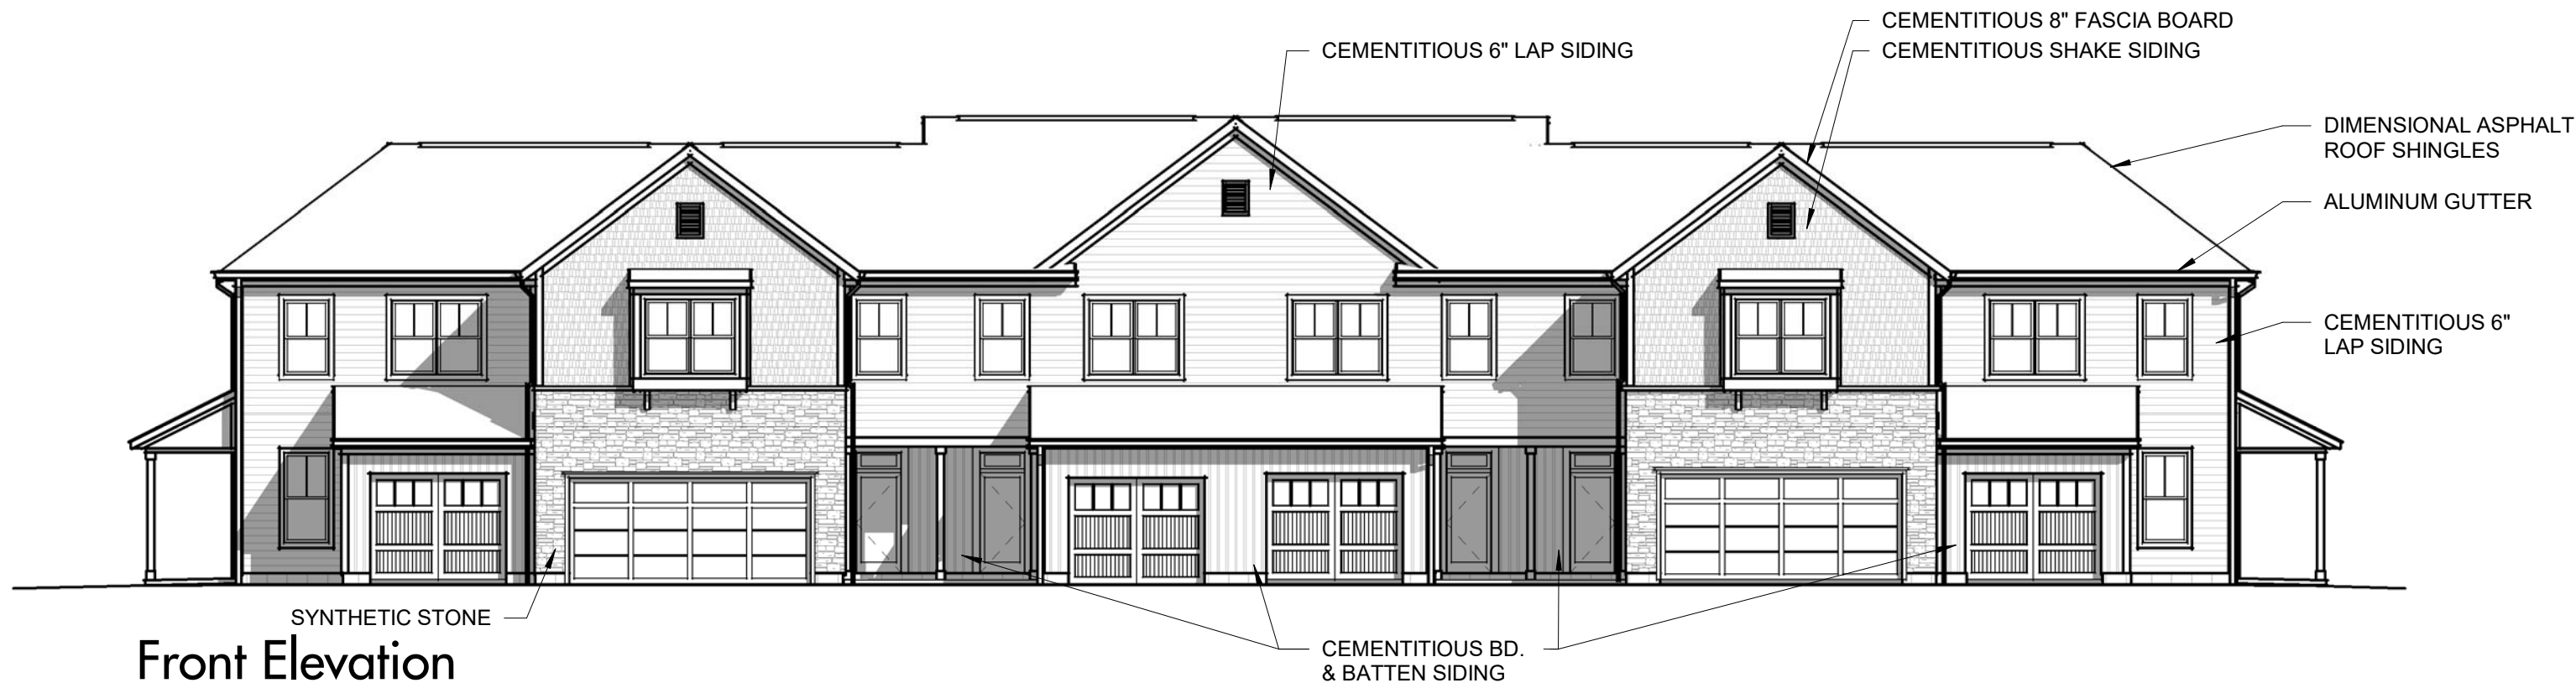 CEMENTITIOUS 8" FASCIA BOARD
CEMENTITIOUS 6" LAP SIDING
CEMENTITIOUS SHAKE SIDING
DIMENSIONAL ASPHALT
ROOF SHINGLES
ALUMINUM GUTTER
CEMENTITIOUS 6"
LAP SIDING
SYNTHETIC STONE
CEMENTITIOUS BD.
& BATTEN SIDING
Front Elevation